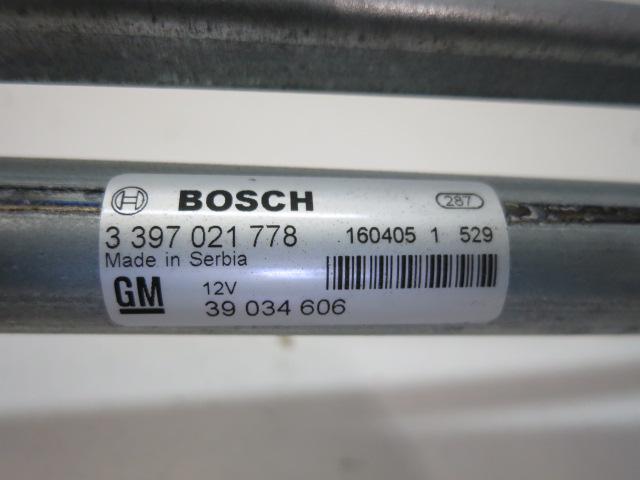 BOSCH 287
3 397 021 778 160405 1 529
Made in Serbia
GM 12V
39 034 606